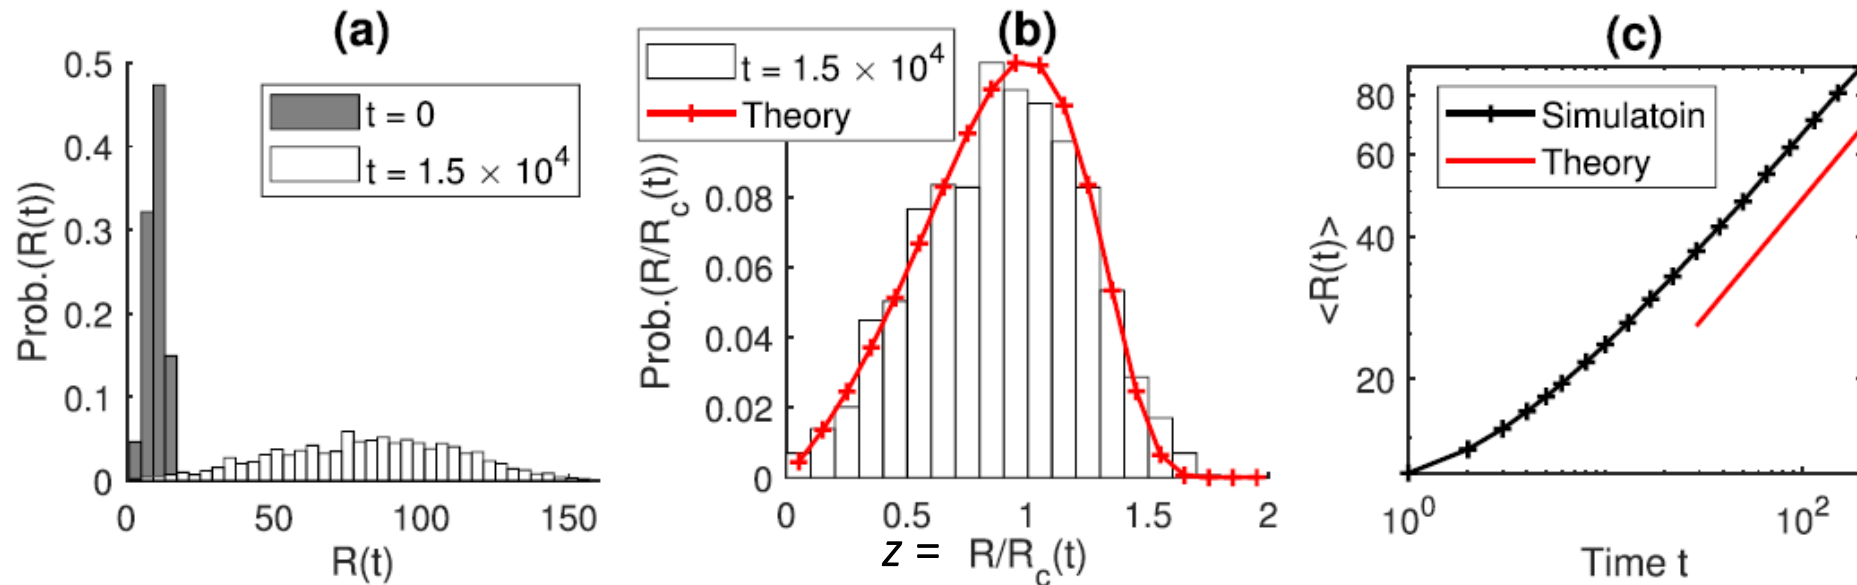 (a)
Prob.(R(t))
0.5
0.4
0.3
0.2
0.1
0
t = 0
t = 1.5 × 10^4
0 50 100 150
R(t)
(b)
t = 1.5 × 10^4
Theory
Prob.(R/R_c(t))
0.08
0.06
0.04
0.02
0
0 0.5 1 1.5 2
z = R/R_c(t)
(c)
<R(t)>
80
60
40
20
Simulatoin
Theory
10^0 10^2
Time t